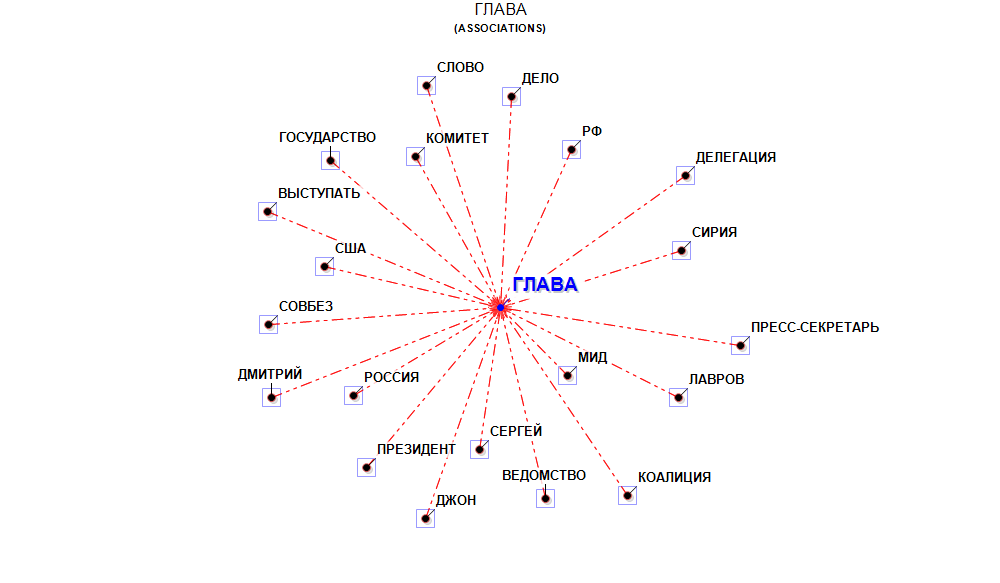 ГЛАВА
(ASSOCIATIONS)
СЛОВО
ДЕЛО
РФ
ГОСУДАРСТВО
КОМИТЕТ
ДЕЛЕГАЦИЯ
ВЫСТУПАТЬ
СИРИЯ
США
ГЛАВА
СОВБЕЗ
ПРЕСС-СЕКРЕТАРЬ
МИД
ДМИТРИЙ
РОССИЯ
ЛАВРОВ
СЕРГЕЙ
ПРЕЗИДЕНТ
ВЕДОМСТВО
КОАЛИЦИЯ
ДЖОН